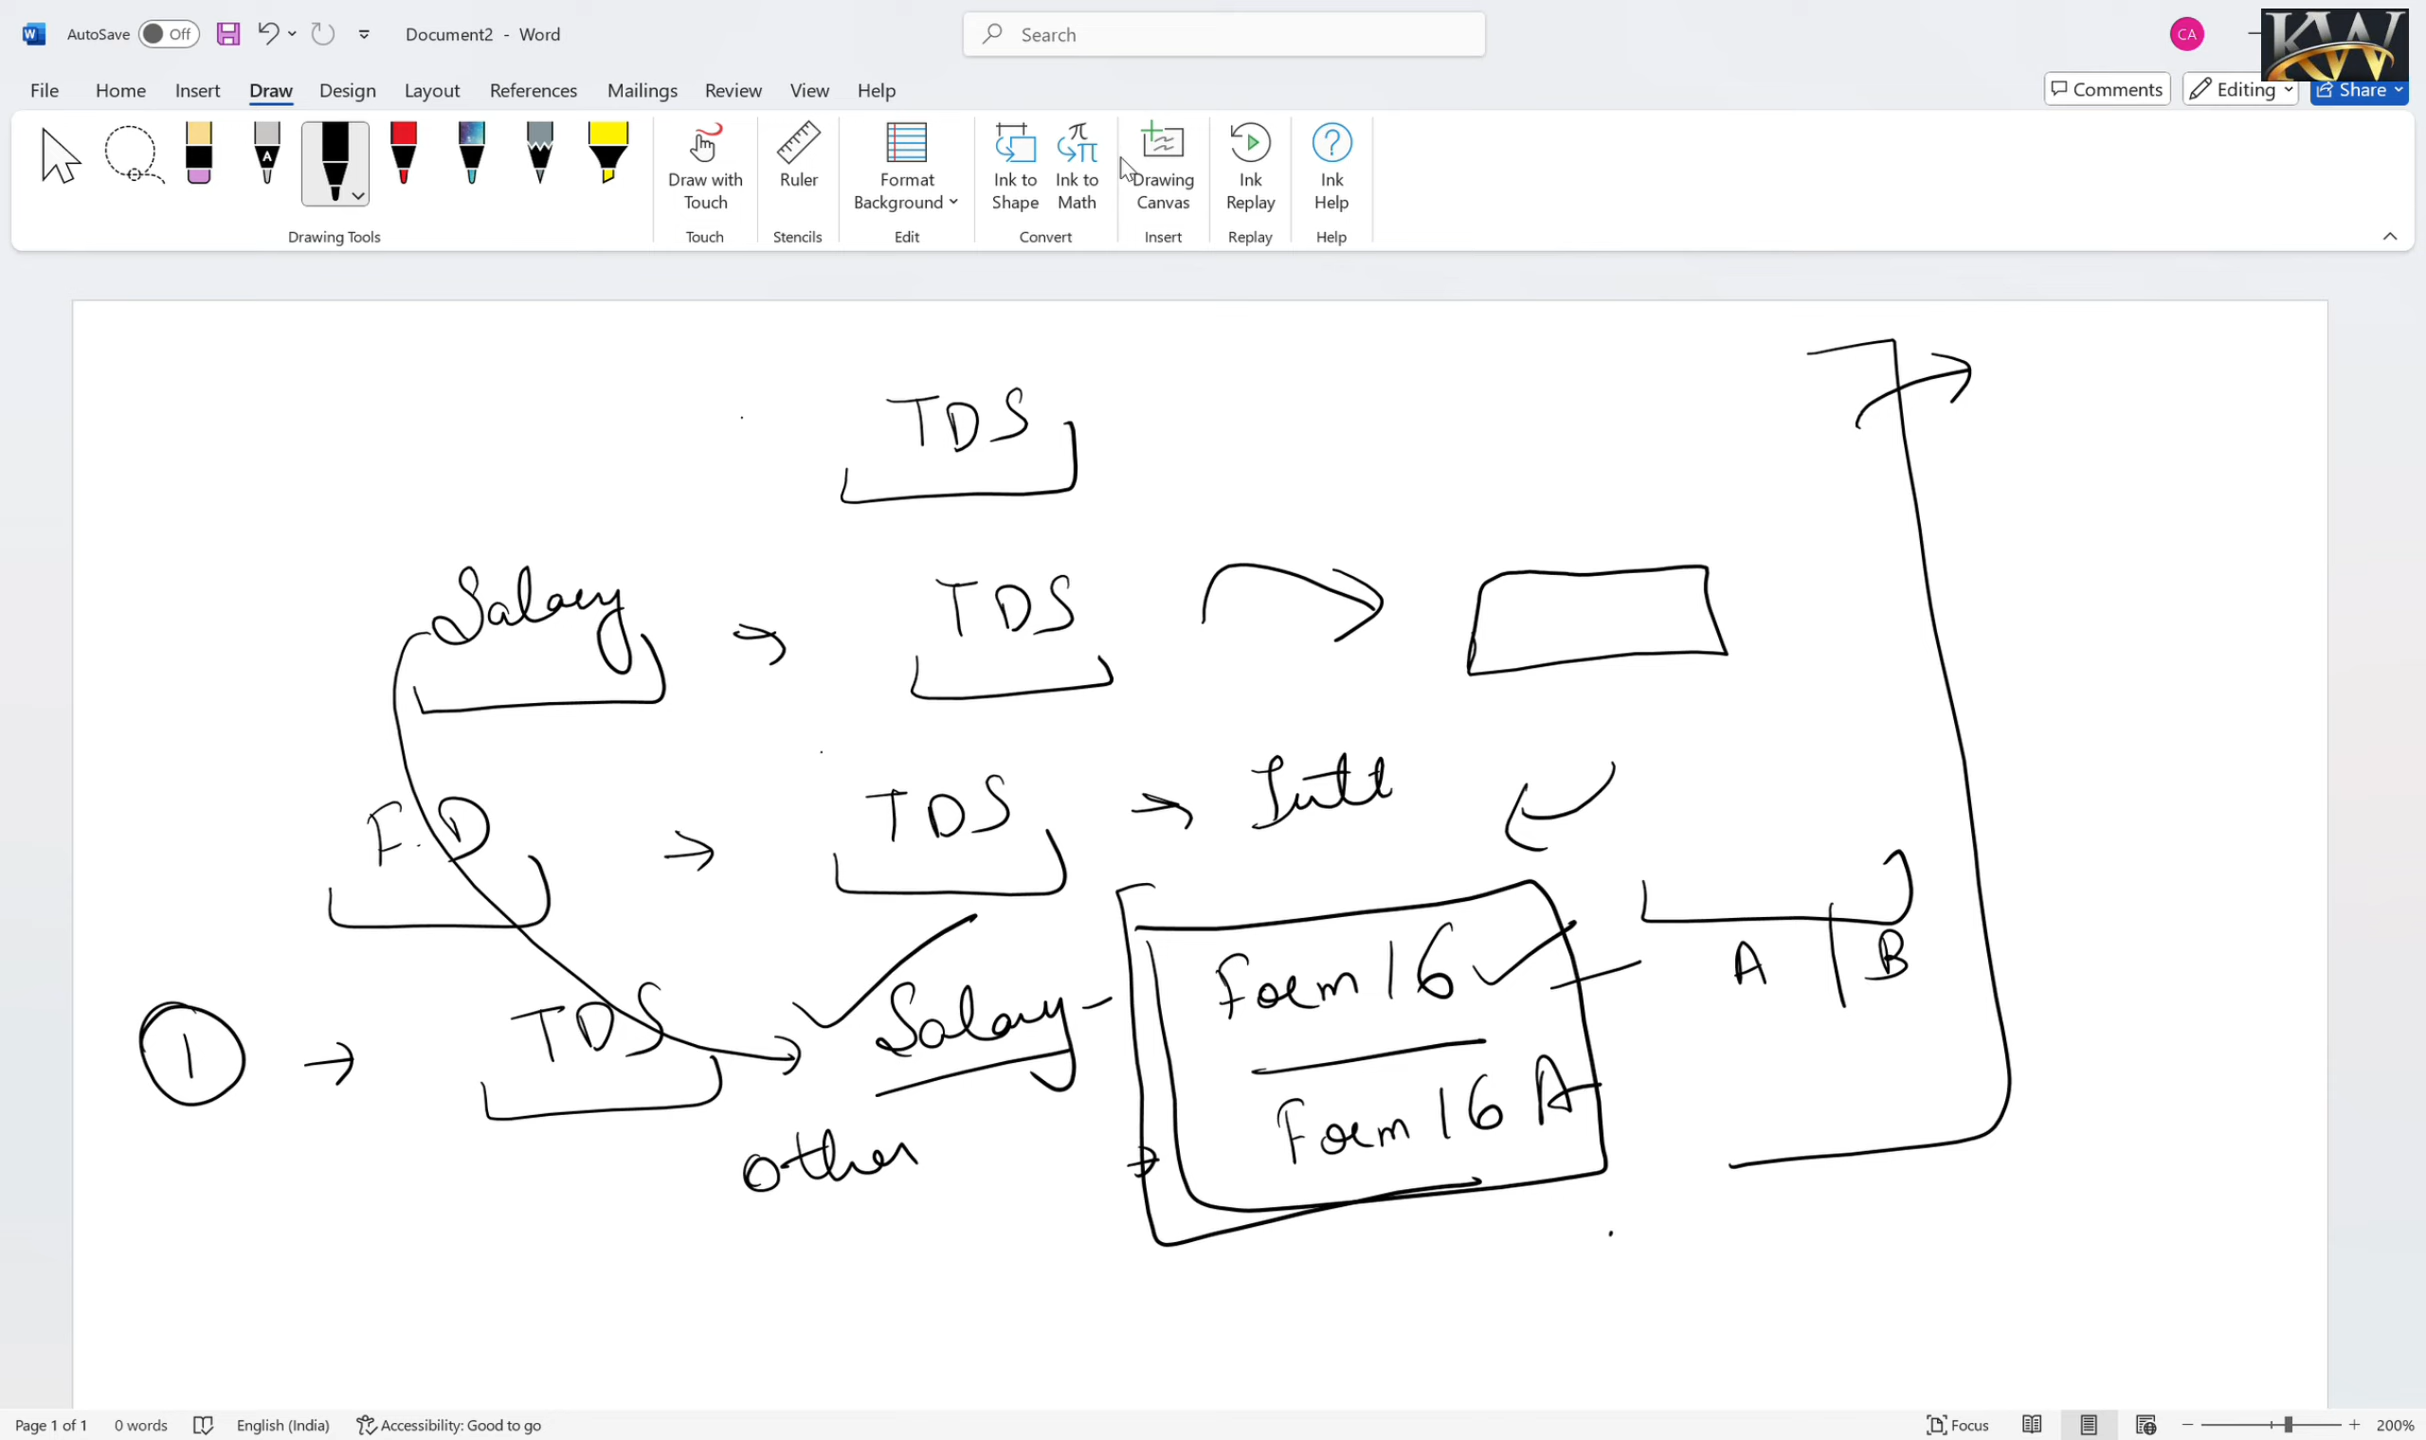 AutoSave Off Document2 - Word Search CA KW
File Home Insert Draw Design Layout References Mailings Review View Help Comments Editing Share
A
Draw with Touch
Ruler
Format Background
Ink to Shape
Ink to Math
Drawing Canvas
Ink Replay
Ink Help
Drawing Tools Touch Stencils Edit Convert Insert Replay Help
TDS
Salary → TDS
F.D → TDS → Intt
1 → TDS Salary - Form 16 A B
Other → Form 16 A
Page 1 of 1 0 words English (India) Accessibility: Good to go Focus 200%